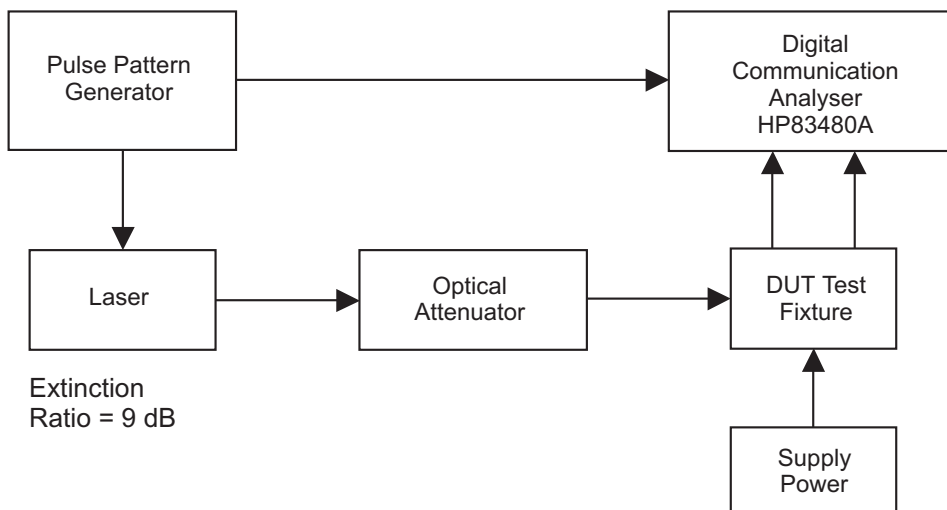 Pulse Pattern
Generator
Digital
Communication
Analyser
HP83480A
Laser
Optical
Attenuator
DUT Test
Fixture
Extinction
Ratio = 9 dB
Supply
Power